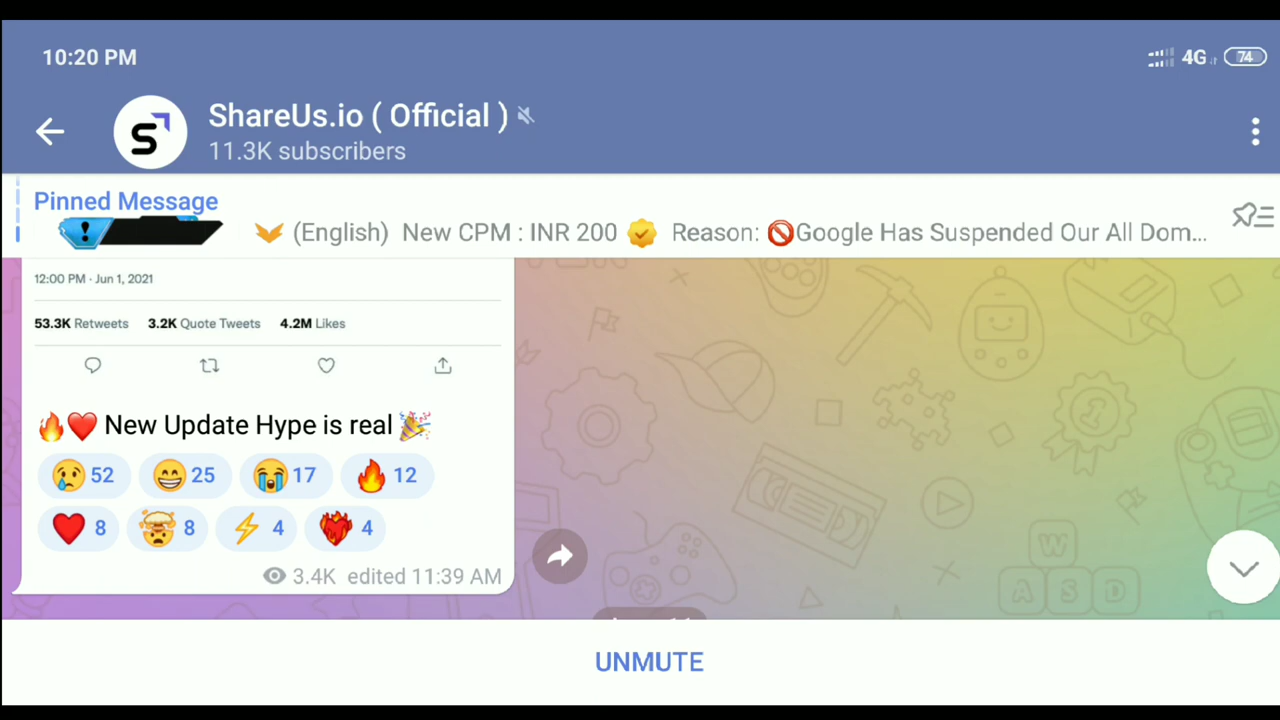 10:20 PM
4G 74
ShareUs.io ( Official )
11.3K subscribers
Pinned Message
(English) New CPM : INR 200 Reason: 🚫Google Has Suspended Our All Dom...
12:00 PM · Jun 1, 2021
53.3K Retweets 3.2K Quote Tweets 4.2M Likes
🔥❤️ New Update Hype is real 🎉
😢 52 😁 25 😭 17 🔥 12
❤️ 8 🤯 8 ⚡ 4 ❤️‍🔥 4
3.4K edited 11:39 AM
W
A S D
UNMUTE